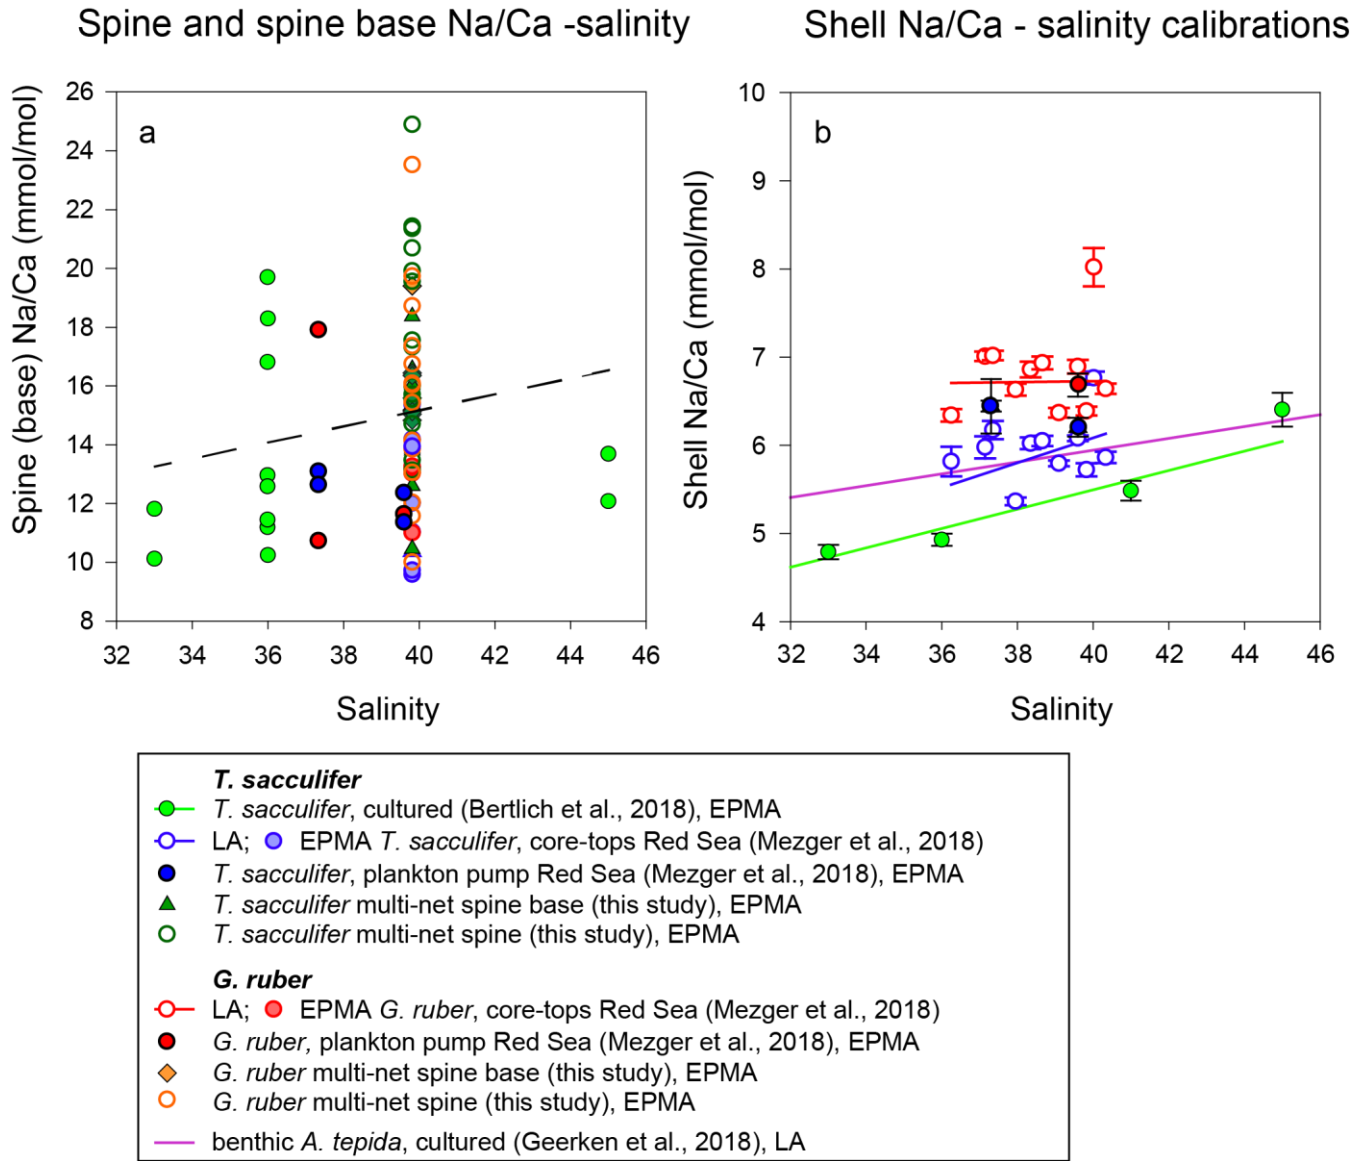 Spine and spine base Na/Ca -salinity
Shell Na/Ca - salinity calibrations
a
Spine (base) Na/Ca (mmol/mol)
26
24
22
20
18
16
14
12
10
8
32 34 36 38 40 42 44 46
Salinity
b
Shell Na/Ca (mmol/mol)
10
9
8
7
6
5
4
32 34 36 38 40 42 44 46
Salinity
T. sacculifer
T. sacculifer, cultured (Bertlich et al., 2018), EPMA
LA; EPMA T. sacculifer, core-tops Red Sea (Mezger et al., 2018)
T. sacculifer, plankton pump Red Sea (Mezger et al., 2018), EPMA
T. sacculifer multi-net spine base (this study), EPMA
T. sacculifer multi-net spine (this study), EPMA
G. ruber
LA; EPMA G. ruber, core-tops Red Sea (Mezger et al., 2018)
G. ruber, plankton pump Red Sea (Mezger et al., 2018), EPMA
G. ruber multi-net spine base (this study), EPMA
G. ruber multi-net spine (this study), EPMA
benthic A. tepida, cultured (Geerken et al., 2018), LA